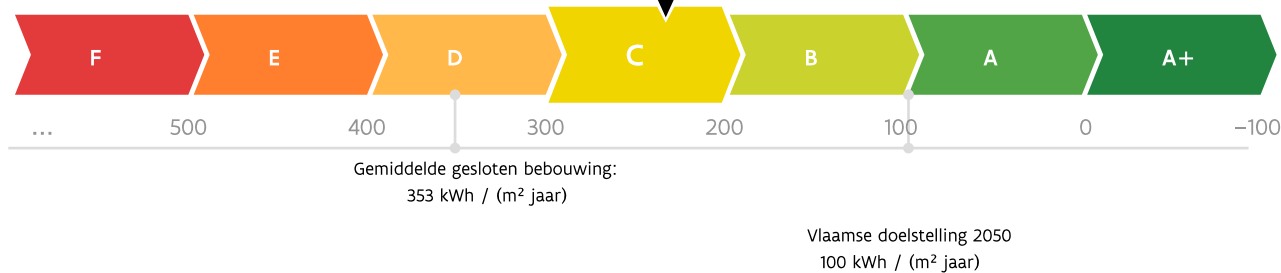 F E D C B A A+
... 500 400 300 200 100 0 −100
Gemiddelde gesloten bebouwing:
353 kWh / (m² jaar)
Vlaamse doelstelling 2050
100 kWh / (m² jaar)